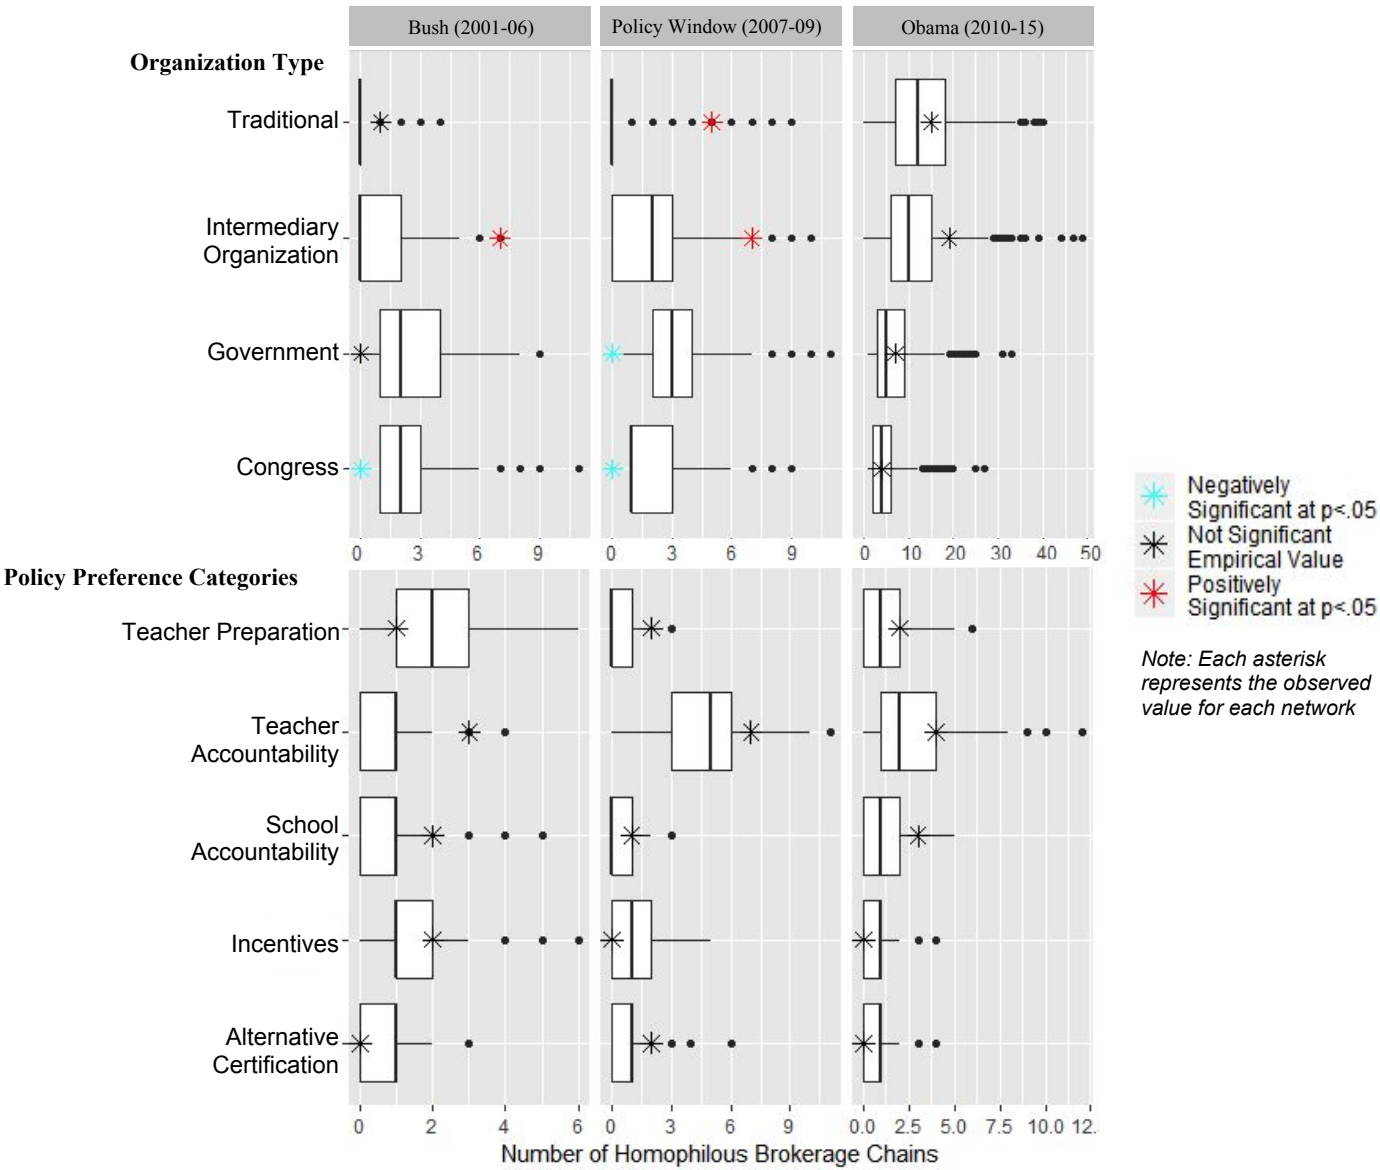 Bush (2001-06)
Policy Window (2007-09)
Obama (2010-15)
Organization Type
Traditional
Intermediary
Organization
Government
Congress
0 3 6 9
0 3 6 9
0 10 20 30 40 50
Policy Preference Categories
Teacher Preparation
Teacher
Accountability
School
Accountability
Incentives
Alternative
Certification
0 2 4 6
0 3 6 9
0.0 2.5 5.0 7.5 10.0 12.
Number of Homophilous Brokerage Chains
Negatively
Significant at p<.05
Not Significant
Empirical Value
Positively
Significant at p<.05
Note: Each asterisk
represents the observed
value for each network